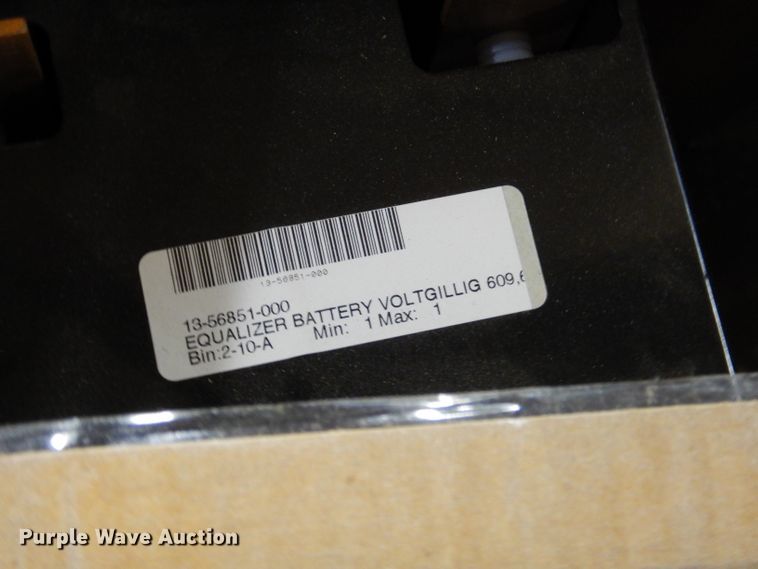 13-56851-000
13-56851-000
EQUALIZER BATTERY VOLTGILLIG 609,6
Bin:2-10-A Min: 1 Max: 1
Purple Wave Auction